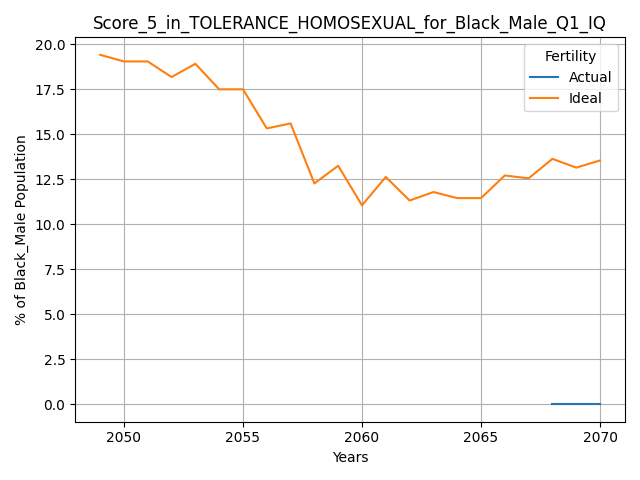 Score_5_in_TOLERANCE_HOMOSEXUAL_for_Black_Male_Q1_IQ
20.0
17.5
15.0
12.5
10.0
7.5
5.0
2.5
0.0
% of Black_Male Population
Fertility
Actual
Ideal
2050 2055 2060 2065 2070
Years